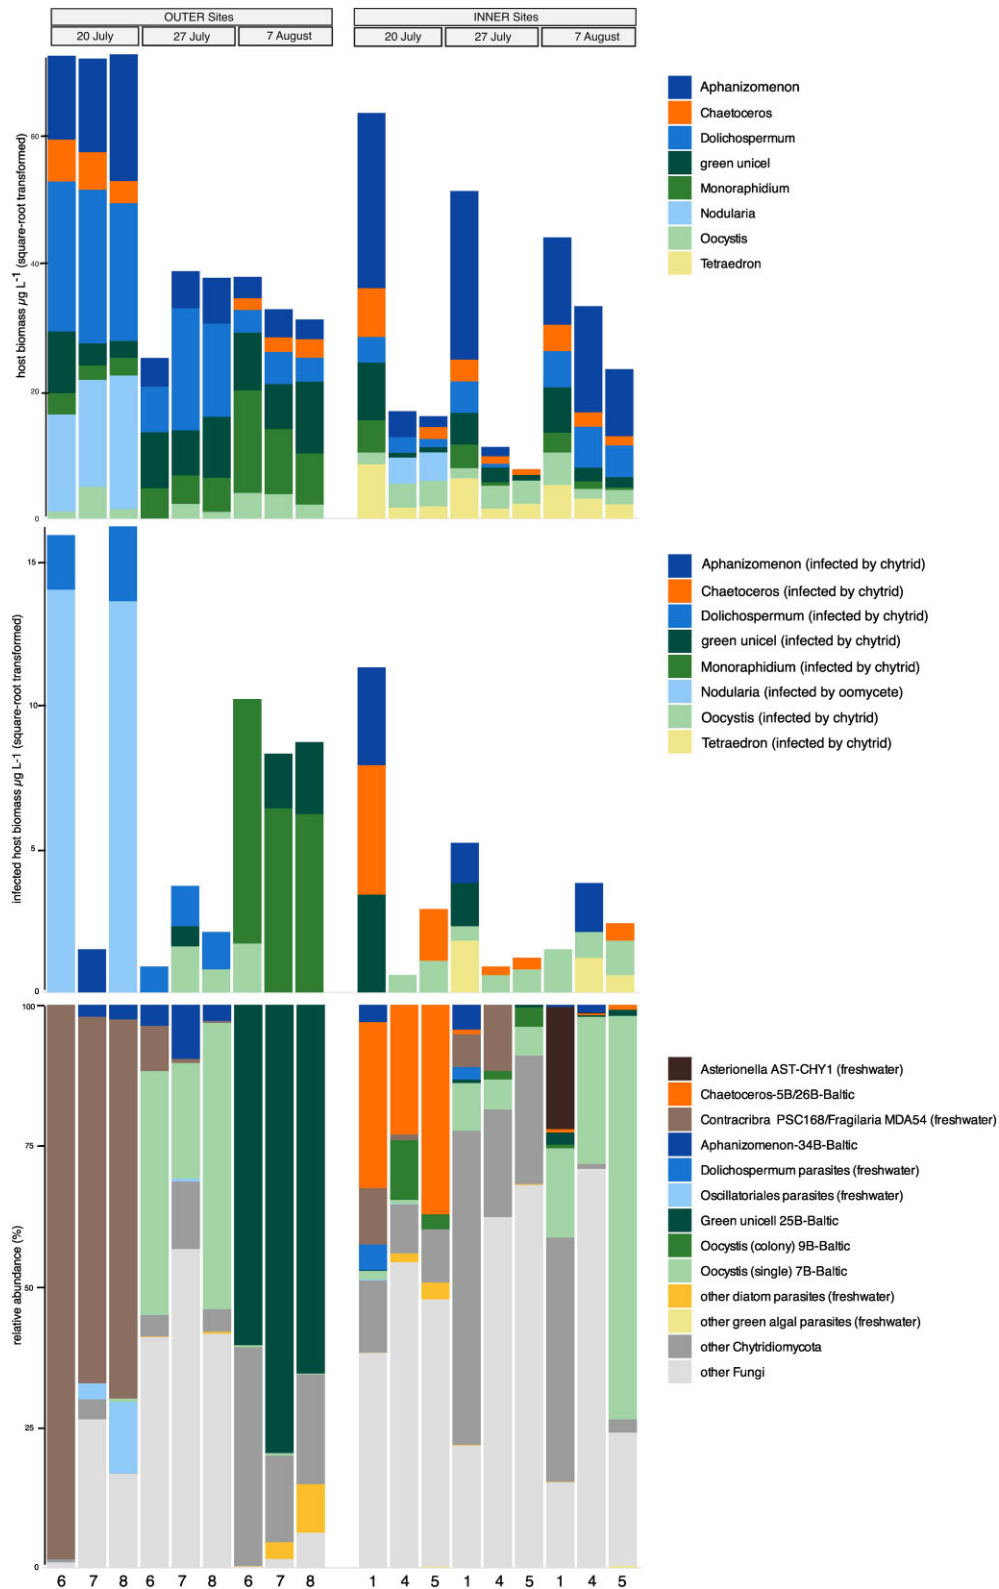 OUTER Sites
INNER Sites
20 July
27 July
7 August
20 July
27 July
7 August
host biomass µg L-1 (square-root transformed)
60
40
20
0
Aphanizomenon
Chaetoceros
Dolichospermum
green unicel
Monoraphidium
Nodularia
Oocystis
Tetraedron
infected host biomass µg L-1 (square-root transformed)
15
10
5
0
Aphanizomenon (infected by chytrid)
Chaetoceros (infected by chytrid)
Dolichospermum (infected by chytrid)
green unicel (infected by chytrid)
Monoraphidium (infected by chytrid)
Nodularia (infected by oomycete)
Oocystis (infected by chytrid)
Tetraedron (infected by chytrid)
relative abundance (%)
100
75
50
25
0
Asterionella AST-CHY1 (freshwater)
Chaetoceros-5B/26B-Baltic
Contracribra PSC168/Fragilaria MDA54 (freshwater)
Aphanizomenon-34B-Baltic
Dolichospermum parasites (freshwater)
Oscillatoriales parasites (freshwater)
Green unicell 25B-Baltic
Oocystis (colony) 9B-Baltic
Oocystis (single) 7B-Baltic
other diatom parasites (freshwater)
other green algal parasites (freshwater)
other Chytridiomycota
other Fungi
6 7 8 6 7 8 6 7 8 1 4 5 1 4 5 1 4 5